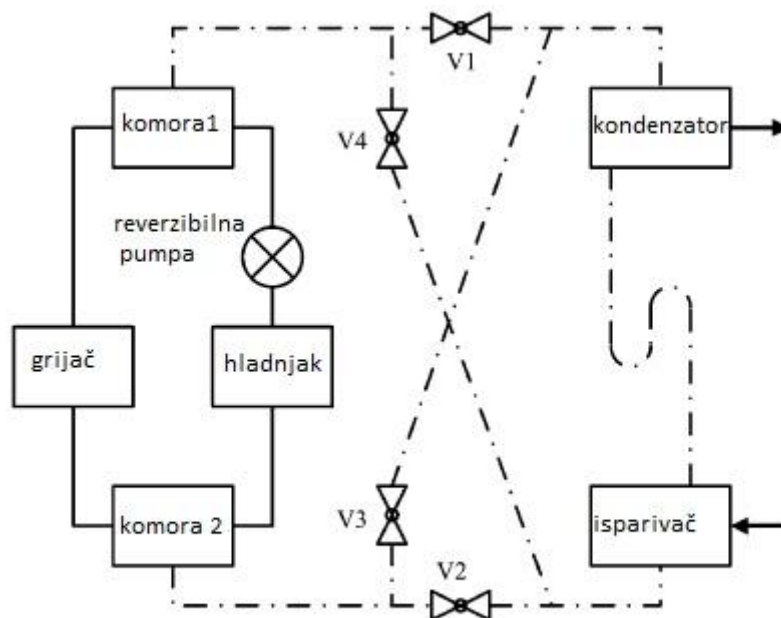 V1
komora1
kondenzator
V4
reverzibilna
pumpa
grijač
hladnjak
komora 2
V3
isparivač
V2